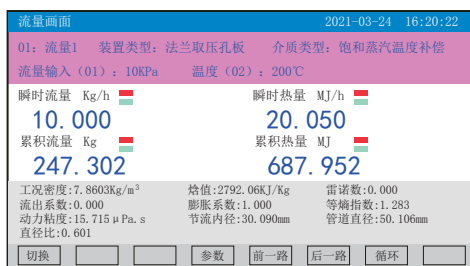 流量画面 2021-03-24 16:20:22
01: 流量1 装置类型: 法兰取压孔板 介质类型: 饱和蒸汽温度补偿
流量输入（01）: 10KPa 温度（02）: 200℃
瞬时流量 Kg/h 瞬时热量 MJ/h
10.000 20.050
累积流量 Kg 累积热量 MJ
247.302 687.952
工况密度:7.8603Kg/m³ 焓值:2792.06KJ/Kg 雷诺数:0.000
流出系数:0.000 膨胀系数:1.000 等熵指数:1.283
动力粘度:15.715μPa.s 节流内径:30.090mm 管道直径:50.106mm
直径比:0.601
切换 参数 前一路 后一路 循环